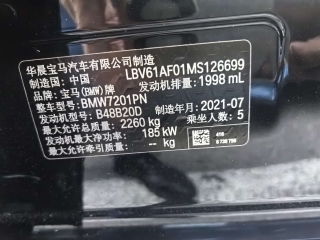 华晨宝马汽车有限公司制造
制造国: 中国 LBV61AF01MS126699
品牌: 宝马(BMW)牌 发动机排量: 1998 mL
整车型号: BMW7201PN
发动机型号: B48B20D 制造年月: 2021-07
最大允许总质量: 2260 kg 乘坐人数: 5
发动机最大净功率: 185 kW
最大允许牵引质量: -- kg